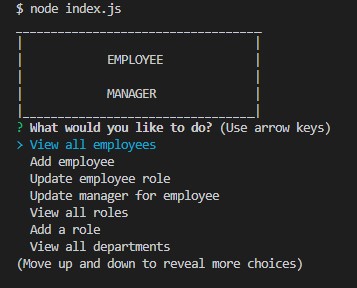 $ node index.js
EMPLOYEE
MANAGER
? What would you like to do? (Use arrow keys)
> View all employees
Add employee
Update employee role
Update manager for employee
View all roles
Add a role
View all departments
(Move up and down to reveal more choices)